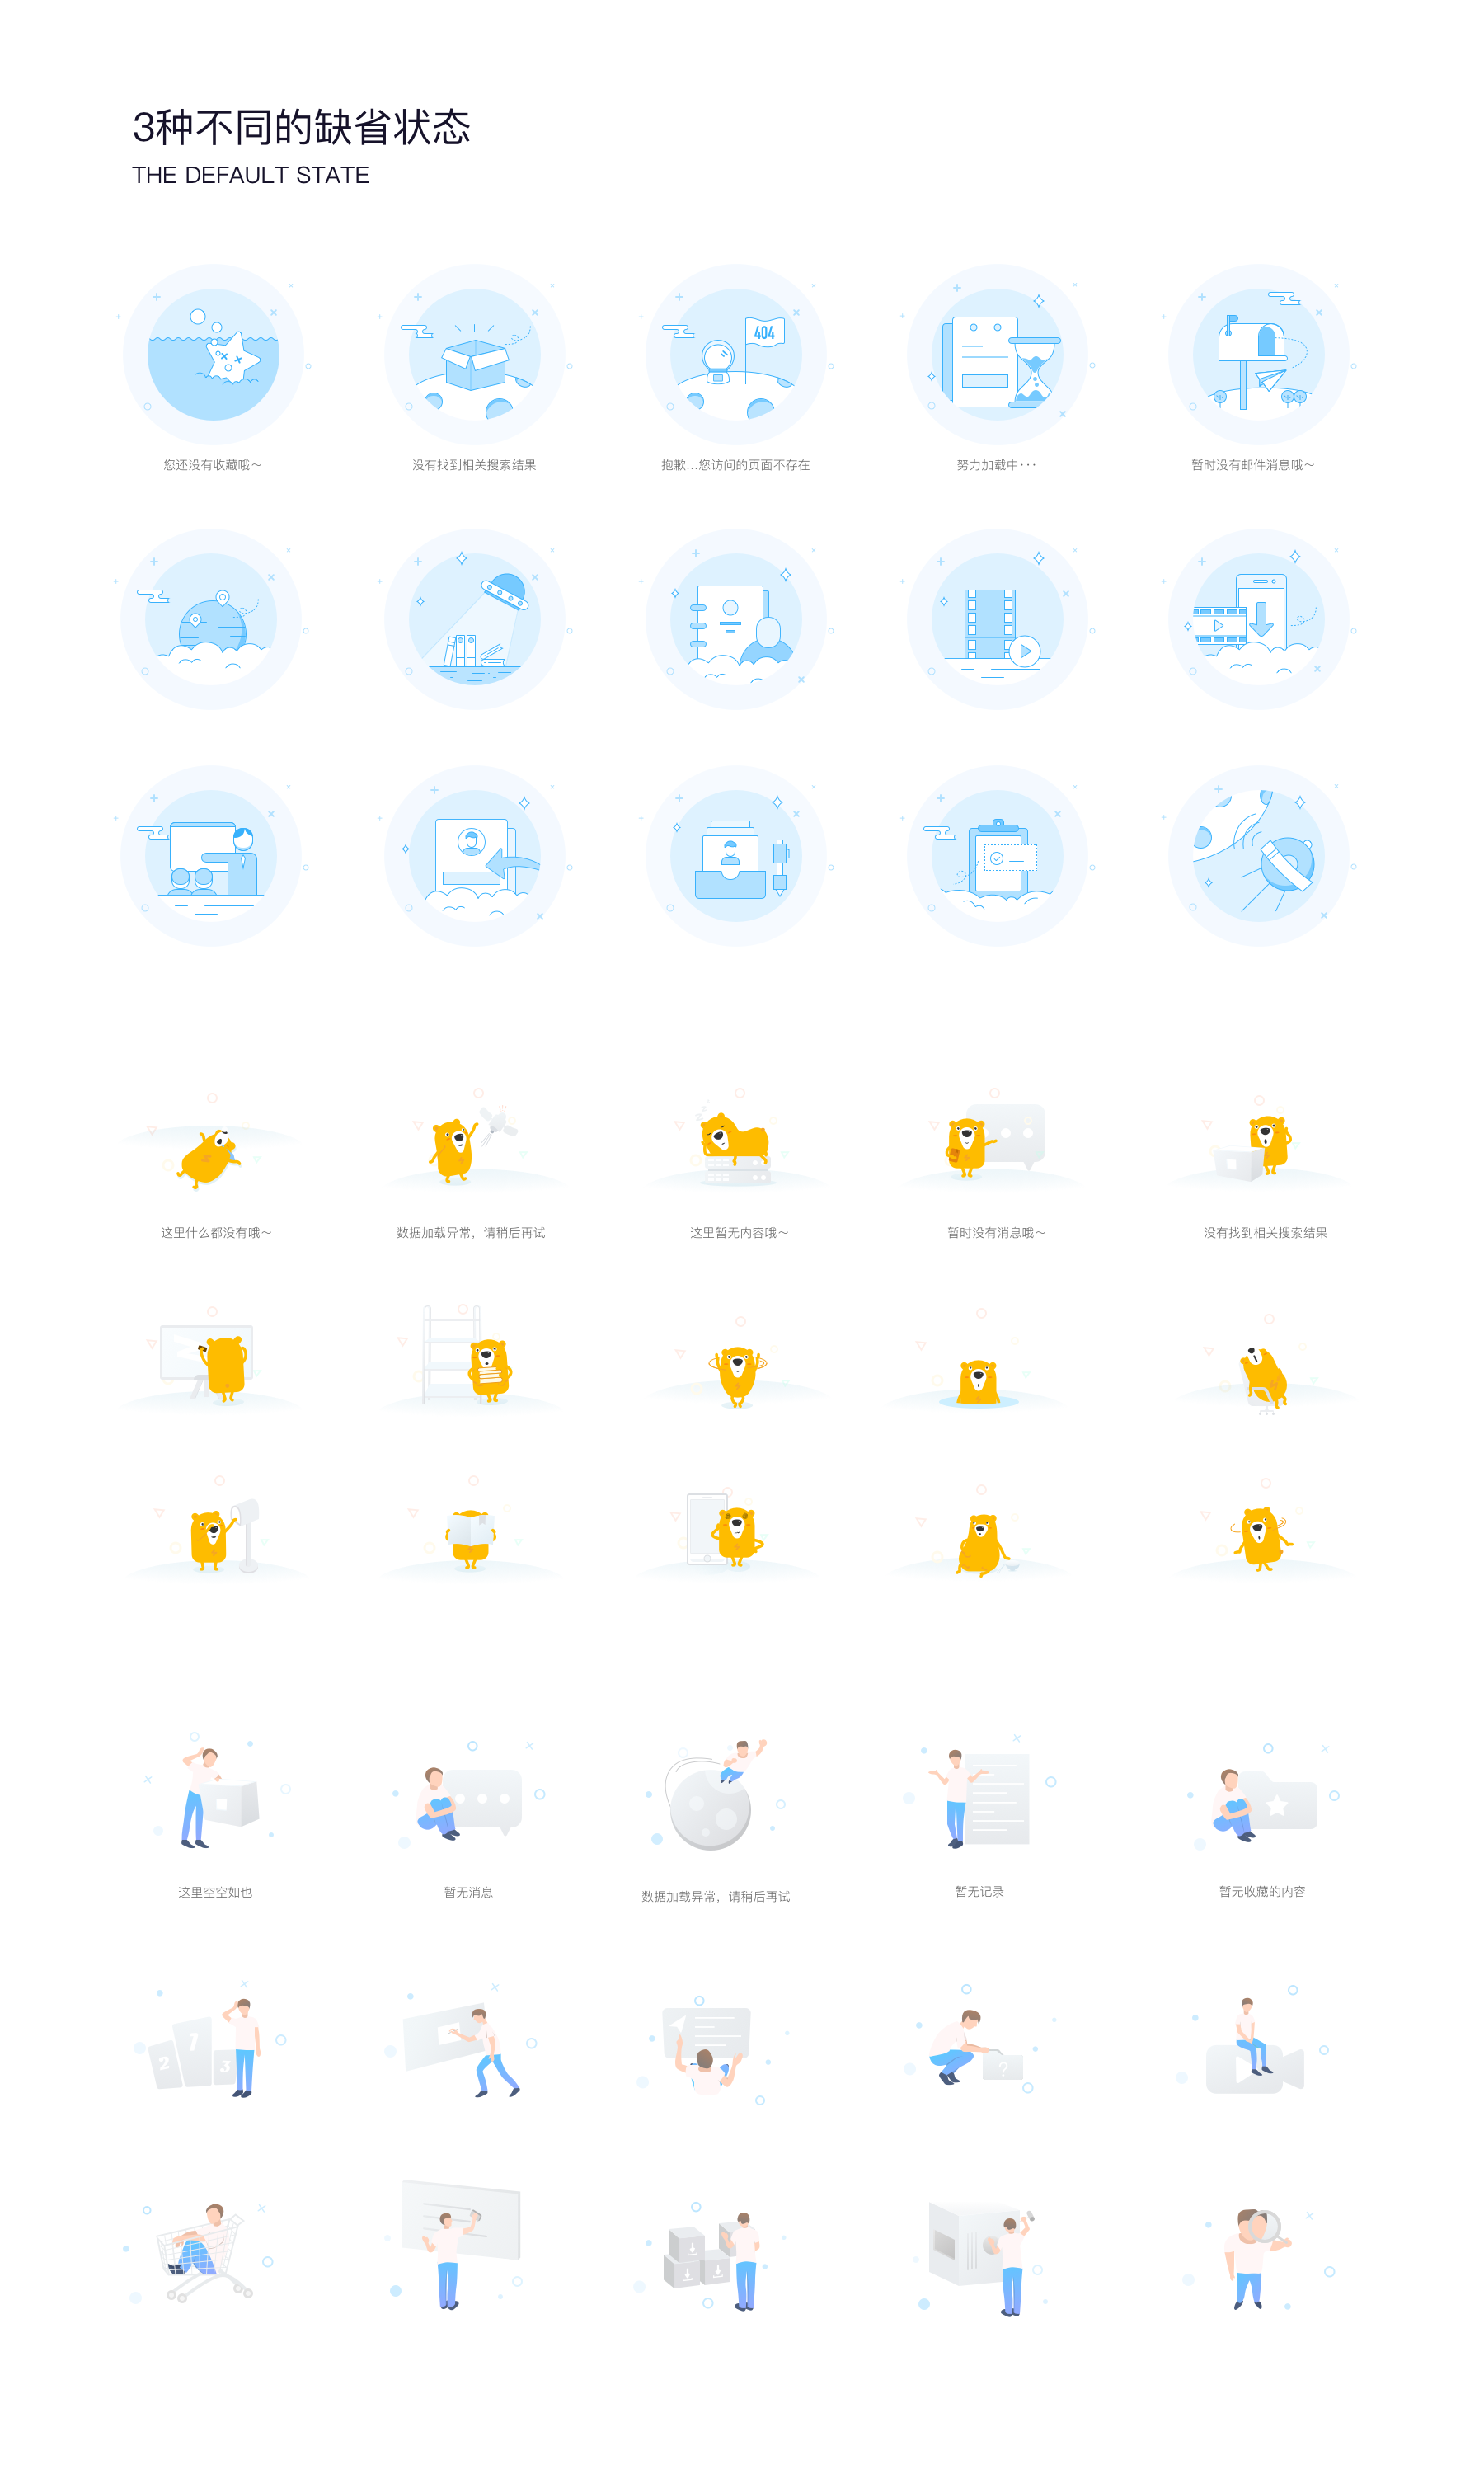 3种不同的缺省状态
THE DEFAULT STATE
404
您还没有收藏哦～
没有找到相关搜索结果
抱歉...您访问的页面不存在
努力加载中···
暂时没有邮件消息哦～
这里什么都没有哦～
数据加载异常，请稍后再试
这里暂无内容哦～
暂时没有消息哦～
没有找到相关搜索结果
这里空空如也
暂无消息
数据加载异常，请稍后再试
暂无记录
暂无收藏的内容
2 1 3
?